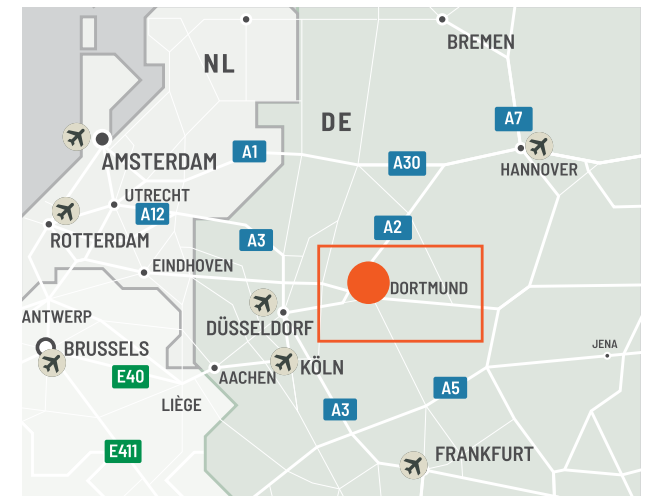 BREMEN
NL
DE
A7
AMSTERDAM
A1
A30
HANNOVER
UTRECHT
A12
ROTTERDAM
A3
A2
EINDHOVEN
DORTMUND
ANTWERP
DÜSSELDORF
BRUSSELS
JENA
KÖLN
AACHEN
E40
A5
LIÈGE
A3
E411
FRANKFURT